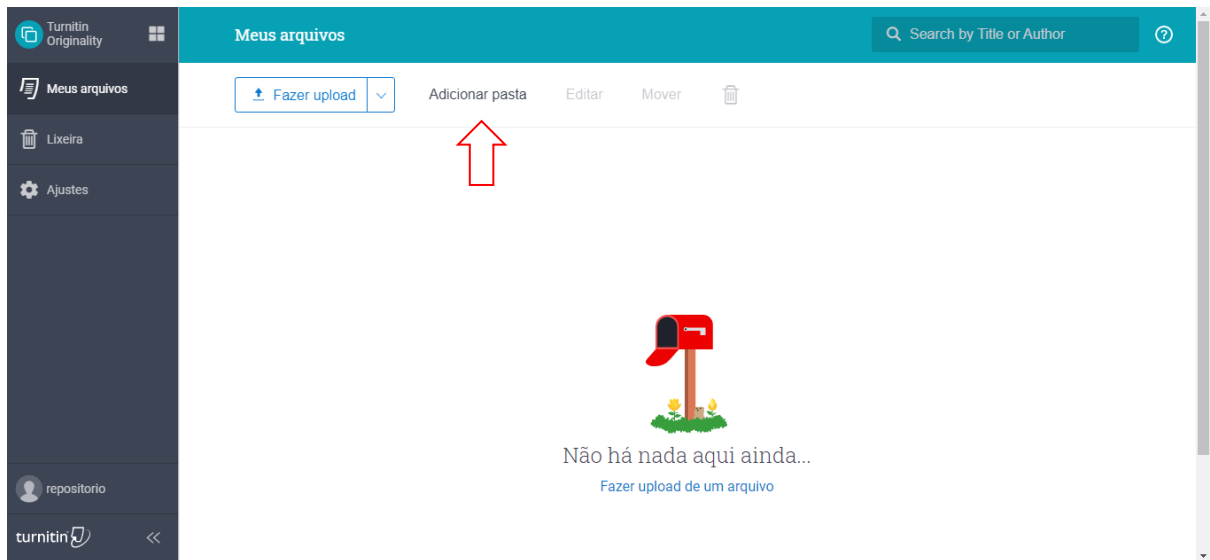 Turnitin
Originality
Meus arquivos
Search by Title or Author
Meus arquivos
Fazer upload
Adicionar pasta
Editar
Mover
Lixeira
Ajustes
Não há nada aqui ainda...
Fazer upload de um arquivo
repositorio
turnitin